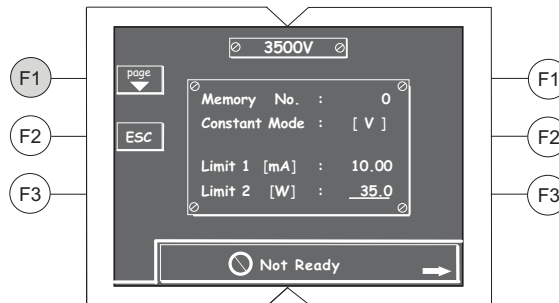 3500V
F1
page
F1
Memory No. : 0
F2
ESC
Constant Mode : [ V ]
F2
Limit 1 [mA] : 10.00
F3
Limit 2 [W] : 35.0
F3
Not Ready